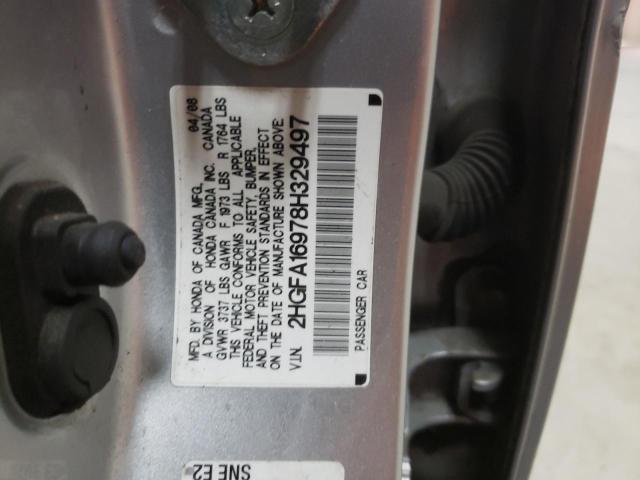 MFD. BY HONDA OF CANADA MFG. 04/08
A DIVISION OF HONDA CANADA INC. CANADA
GVWR 3737 LBS GAWR F 1973 LBS R 1764 LBS
THIS VEHICLE CONFORMS TO ALL APPLICABLE
FEDERAL MOTOR VEHICLE SAFETY, BUMPER,
AND THEFT PREVENTION STANDARDS IN EFFECT
ON THE DATE OF MANUFACTURE SHOWN ABOVE.
V.I.N. 2HGFA16978H329497
PASSENGER CAR
SNE E2